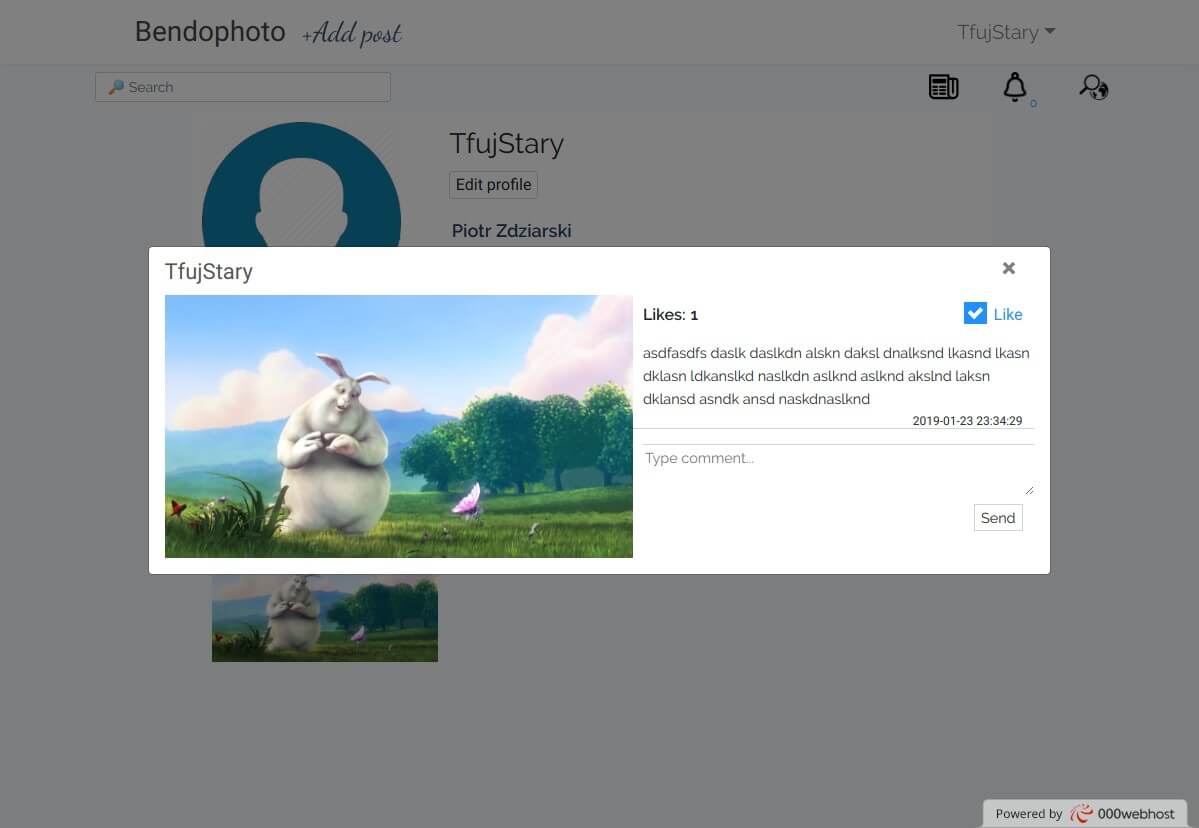 Bendophoto +Add post TfujStary
Search
0
TfujStary
Edit profile
Piotr Zdziarski
TfujStary
Likes: 1 Like
asdfasdfs daslk daslkdn alskn daksl dnalksnd lkasnd lkasn
dklasn ldkanslkd naslkdn aslknd aslknd akslnd laksn
dklansd asndk ansd naskdnaslknd
2019-01-23 23:34:29
Type comment...
Send
Powered by 000webhost